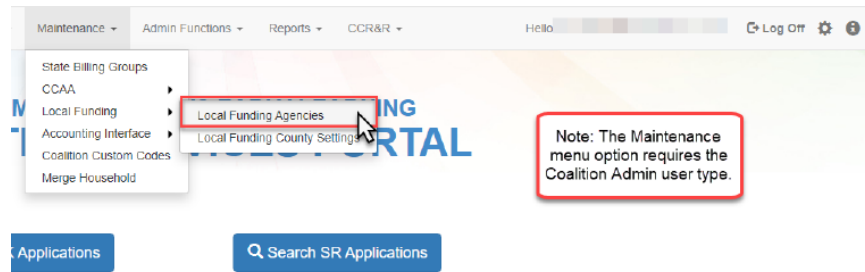 Maintenance Admin Functions Reports CCR&R Hello Log Off
State Billing Groups
CCAA
Local Funding
Accounting Interface
Coalition Custom Codes
Merge Household
Local Funding Agencies
Local Funding County Settings
NG
RTAL
Note: The Maintenance
menu option requires the
Coalition Admin user type.
Applications
Search SR Applications